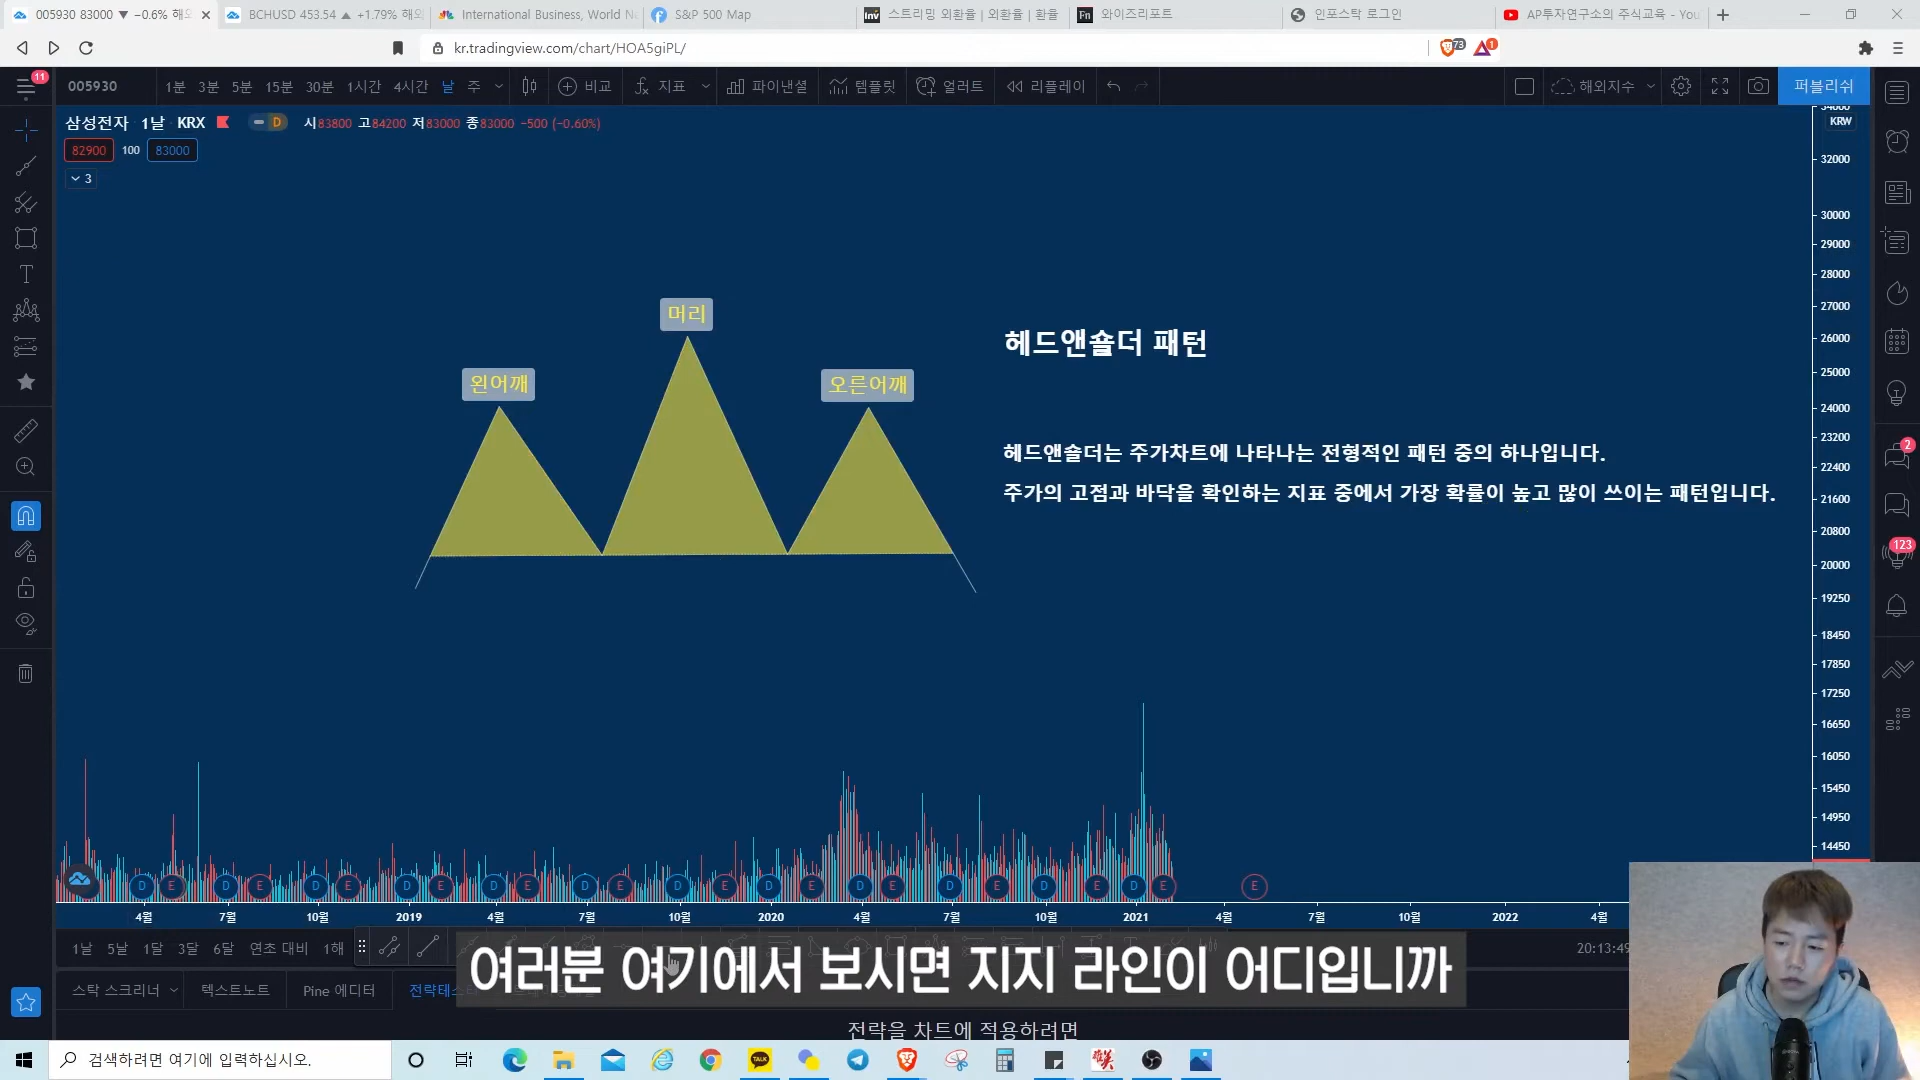 005930 83000 ▼ −0.6% 해외
BCHUSD 453.54 ▲ +1.79% 해외
International Business, World N
S&P 500 Map
스트리밍 외환율 | 외환율 | 환율
와이즈리포트
인포스탁 로그인
AP투자연구소의 주식교육 - You
kr.tradingview.com/chart/HOA5giPL/
73
1
11
005930 1분 3분 5분 15분 30분 1시간 4시간 날 주 비교 지표 파이낸셜 템플릿 얼러트 리플레이 해외지수 퍼블리쉬
삼성전자 · 1날 · KRX D 시83800 고84200 저83000 종83000 −500 (−0.60%)
82900 100 83000
3
34000
KRW
32000
30000
29000
28000
27000
26000
25000
24000
23200
22400
21600
20800
20000
19250
18450
17850
17250
16650
16050
15450
14950
14450
2
123
머리
왼어깨
오른어깨
헤드앤숄더 패턴
헤드앤숄더는 주가차트에 나타나는 전형적인 패턴 중의 하나입니다.
주가의 고점과 바닥을 확인하는 지표 중에서 가장 확률이 높고 많이 쓰이는 패턴입니다.
D E D E D E D E D E D E D E D E D E D E D E D E E
4월 7월 10월 2019 4월 7월 10월 2020 4월 7월 10월 2021 4월 7월 10월 2022 4월
1날 5날 1달 3달 6달 연초 대비 1해
20:13:49
여러분 여기에서 보시면 지지 라인이 어디입니까
스탁 스크리너 텍스트노트 Pine 에디터 전략테스
전략을 차트에 적용하려면
검색하려면 여기에 입력하십시오.
TALK